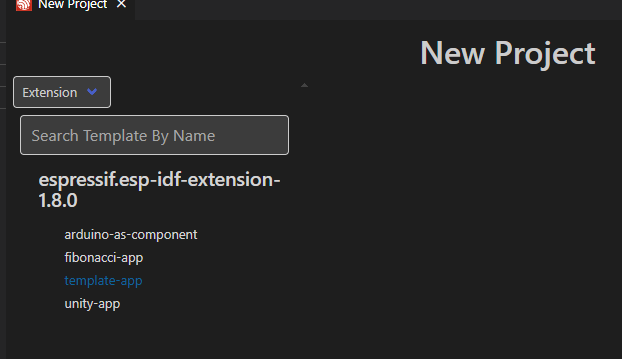 New Project
New Project
Extension
Search Template By Name
espressif.esp-idf-extension-
1.8.0
arduino-as-component
fibonacci-app
template-app
unity-app